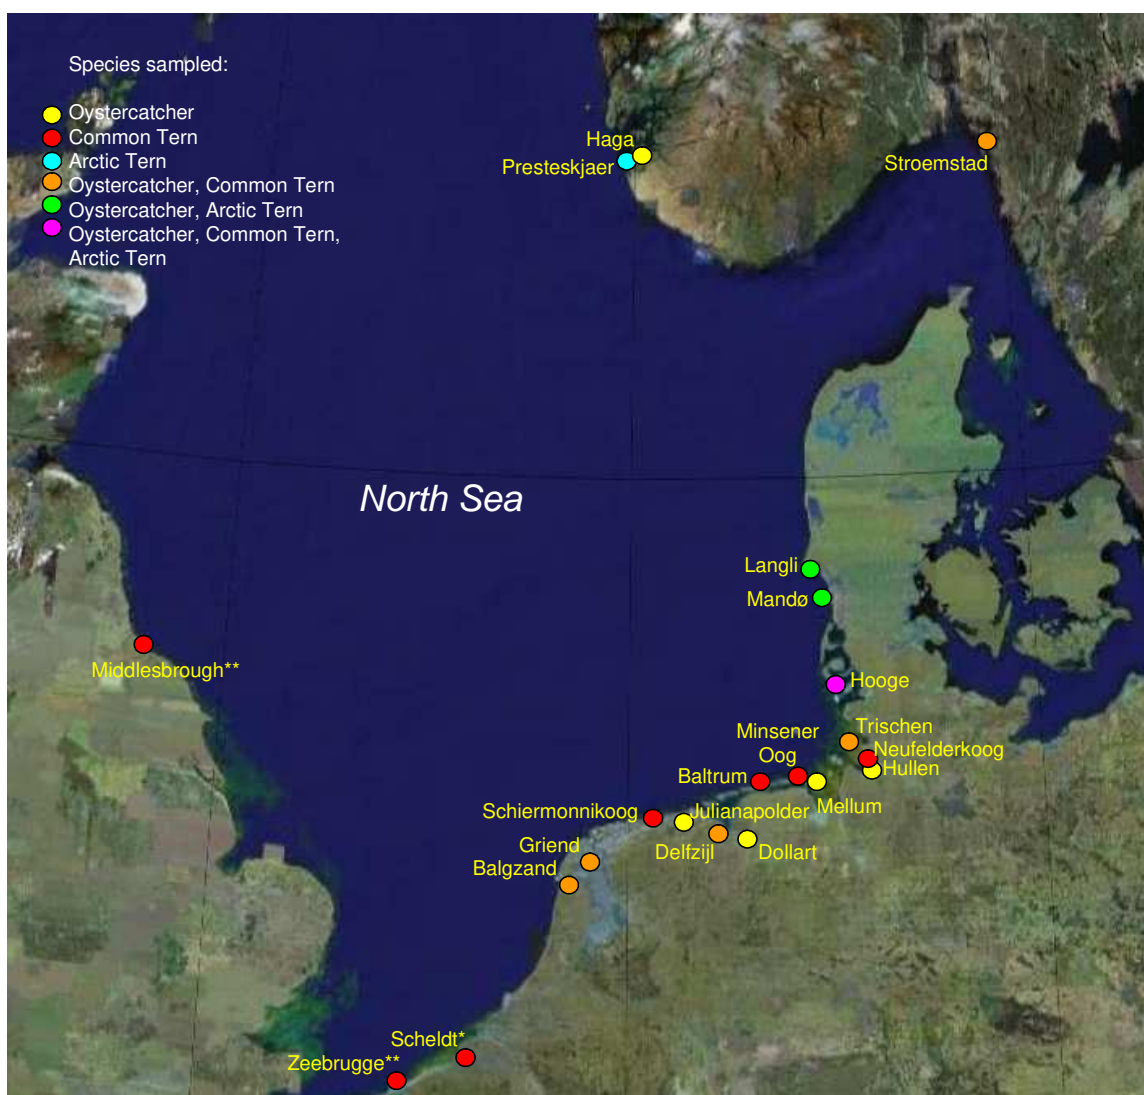 Species sampled:
Oystercatcher
Common Tern
Arctic Tern
Oystercatcher, Common Tern
Oystercatcher, Arctic Tern
Oystercatcher, Common Tern,
Arctic Tern
Haga
Presteskjaer
Stroemstad
North Sea
Langli
Mandø
Middlesbrough**
Hooge
Trischen
Minsener
Oog
Neufelderkoog
Hullen
Baltrum
Mellum
Schiermonnikoog
Julianapolder
Griend
Delfzijl
Dollart
Balgzand
Scheldt*
Zeebrugge**